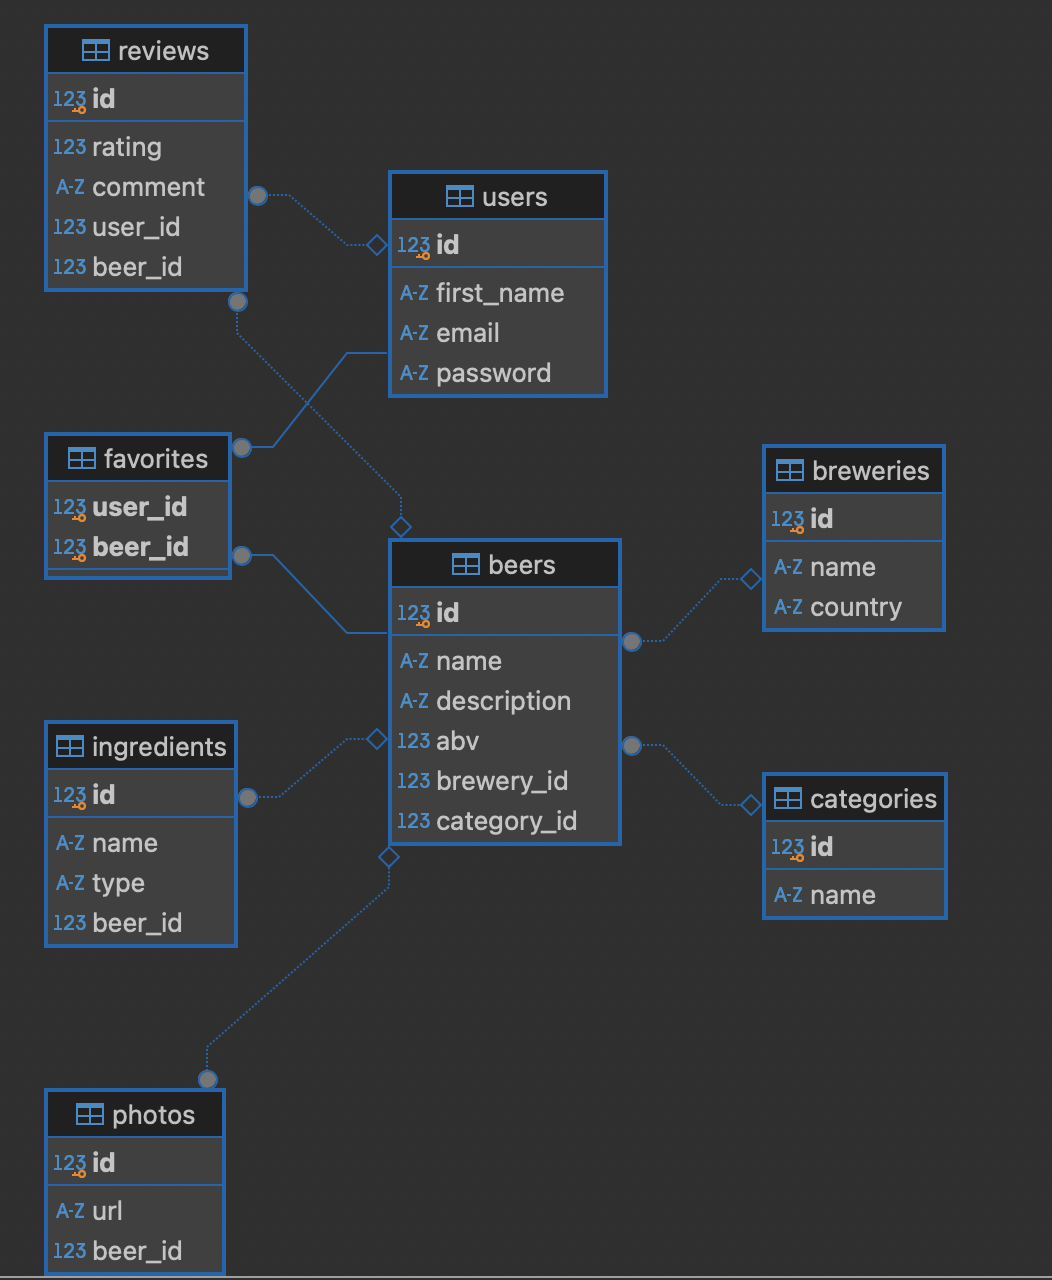 reviews
123 id
123 rating
A-Z comment
123 user_id
123 beer_id
users
123 id
A-Z first_name
A-Z email
A-Z password
favorites
123 user_id
123 beer_id
breweries
123 id
A-Z name
A-Z country
beers
123 id
A-Z name
A-Z description
123 abv
123 brewery_id
123 category_id
ingredients
123 id
A-Z name
A-Z type
123 beer_id
categories
123 id
A-Z name
photos
123 id
A-Z url
123 beer_id